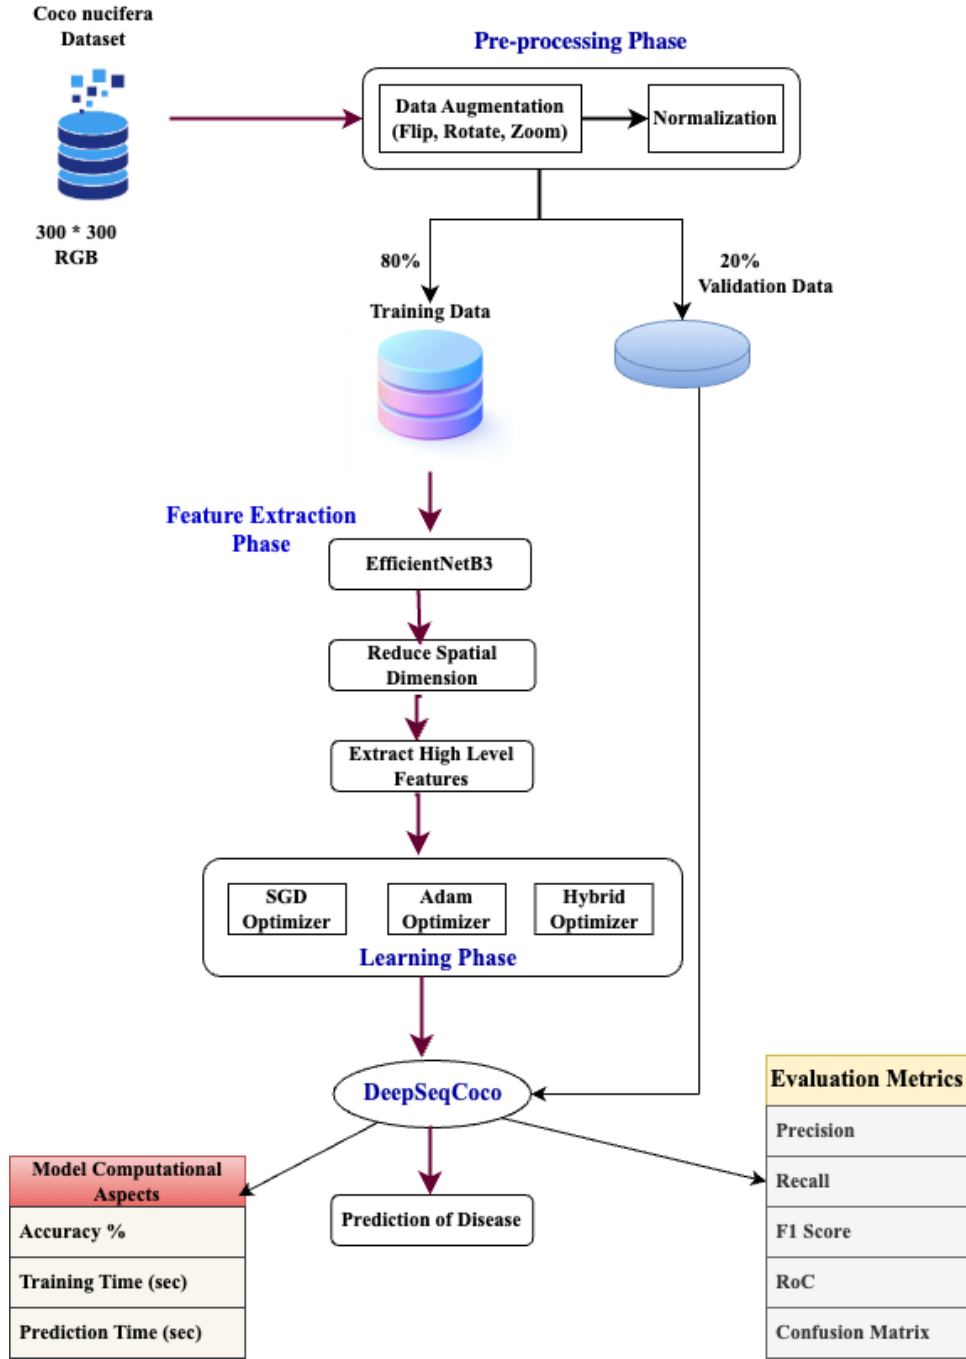 Coco nucifera
Dataset
300 * 300
RGB
Pre-processing Phase
Data Augmentation
(Flip, Rotate, Zoom)
Normalization
80%
Training Data
20%
Validation Data
Feature Extraction
Phase
EfficientNetB3
Reduce Spatial
Dimension
Extract High Level
Features
SGD
Optimizer
Adam
Optimizer
Hybrid
Optimizer
Learning Phase
DeepSeqCoco
Prediction of Disease
Model Computational
Aspects
Accuracy %
Training Time (sec)
Prediction Time (sec)
Evaluation Metrics
Precision
Recall
F1 Score
RoC
Confusion Matrix